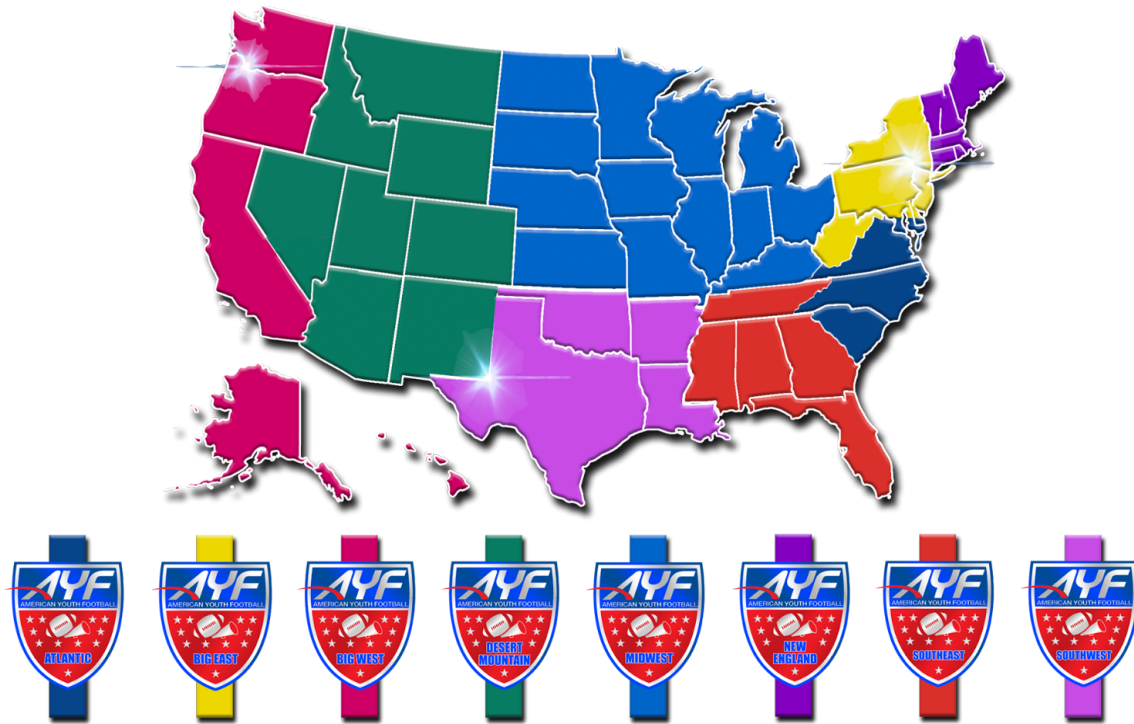 AYF
AMERICAN YOUTH FOOTBALL
ATLANTIC
AYF
AMERICAN YOUTH FOOTBALL
BIG EAST
AYF
AMERICAN YOUTH FOOTBALL
BIG WEST
AYF
AMERICAN YOUTH FOOTBALL
DESERT
MOUNTAIN
AYF
AMERICAN YOUTH FOOTBALL
MIDWEST
AYF
AMERICAN YOUTH FOOTBALL
NEW
ENGLAND
AYF
AMERICAN YOUTH FOOTBALL
SOUTHEAST
AYF
AMERICAN YOUTH FOOTBALL
SOUTHWEST